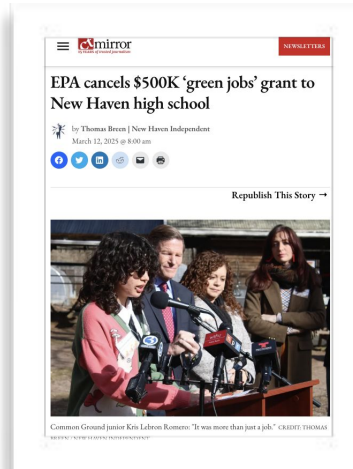 mirror
NEWSLETTERS
EPA cancels $500K ‘green jobs’ grant to
New Haven high school
by Thomas Breen | New Haven Independent
March 12, 2025 @ 8:00 am
Republish This Story →
Common Ground junior Kris Lebron Romero: "It was more than just a job." CREDIT: THOMAS